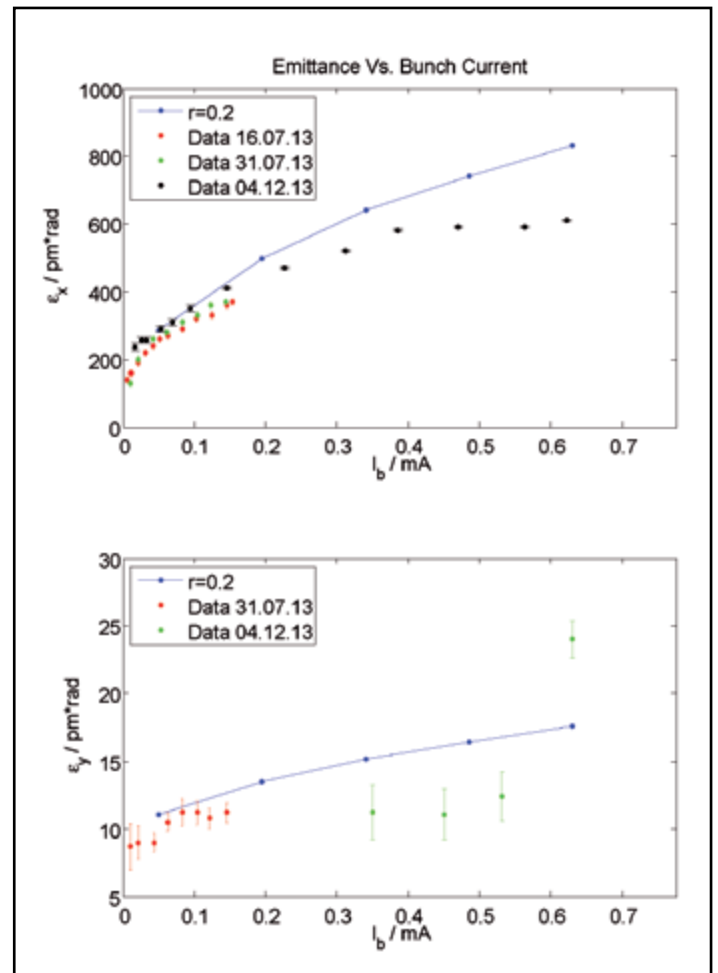 Emittance Vs. Bunch Current
1000
800
600
400
200
0
εx / pm*rad
r=0.2
Data 16.07.13
Data 31.07.13
Data 04.12.13
0 0.1 0.2 0.3 0.4 0.5 0.6 0.7
Ib / mA
30
25
20
15
10
5
εy / pm*rad
r=0.2
Data 31.07.13
Data 04.12.13
0 0.1 0.2 0.3 0.4 0.5 0.6 0.7
Ib / mA